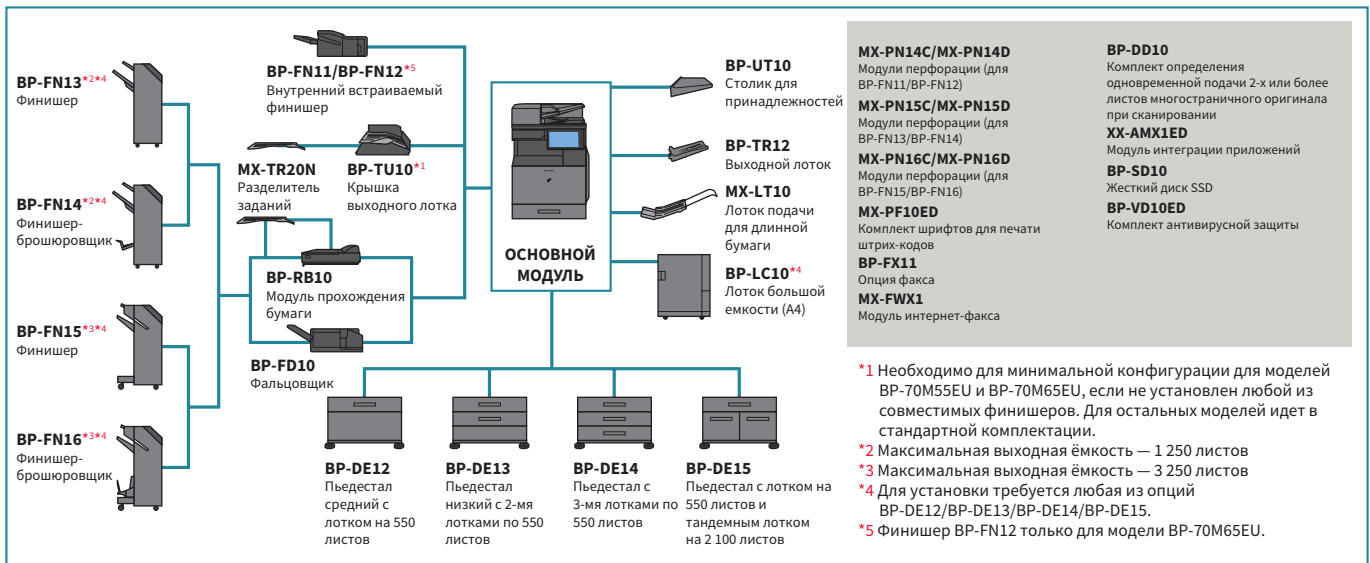 BP-FN13*2*4
Финишер
BP-FN14*2*4
Финишер-
брошюровщик
BP-FN15*3*4
Финишер
BP-FN16*3*4
Финишер-
брошюровщик
BP-FN11/BP-FN12*5
Внутренний встраиваемый
финишер
MX-TR20N
Разделитель
заданий
BP-TU10*1
Крышка
выходного лотка
BP-RB10
Модуль прохождения
бумаги
BP-FD10
Фальцовщик
ОСНОВНОЙ
МОДУЛЬ
BP-UT10
Столик для
принадлежностей
BP-TR12
Выходной лоток
MX-LT10
Лоток подачи
для длинной
бумаги
BP-LC10*4
Лоток большой
емкости (A4)
BP-DE12
Пьедестал
средний с
лотком на 550
листов
BP-DE13
Пьедестал
низкий с 2-мя
лотками по 550
листов
BP-DE14
Пьедестал с
3-мя лотками по
550 листов
BP-DE15
Пьедестал с лотком на
550 листов и
тандемным лотком
на 2 100 листов
MX-PN14C/MX-PN14D
Модули перфорации (для
BP-FN11/BP-FN12)
MX-PN15C/MX-PN15D
Модули перфорации (для
BP-FN13/BP-FN14)
MX-PN16C/MX-PN16D
Модули перфорации (для
BP-FN15/BP-FN16)
MX-PF10ED
Комплект шрифтов для печати
штрих-кодов
BP-FX11
Опция факса
MX-FWX1
Модуль интернет-факса
BP-DD10
Комплект определения
одновременной подачи 2-х или более
листов многостраничного оригинала
при сканировании
XX-AMX1ED
Модуль интеграции приложений
BP-SD10
Жесткий диск SSD
BP-VD10ED
Комплект антивирусной защиты
*1 Необходимо для минимальной конфигурации для моделей
BP-70M55EU и BP-70M65EU, если не установлен любой из
совместимых финишеров. Для остальных моделей идет в
стандартной комплектации.
*2 Максимальная выходная ёмкость — 1 250 листов
*3 Максимальная выходная ёмкость — 3 250 листов
*4 Для установки требуется любая из опций
BP-DE12/BP-DE13/BP-DE14/BP-DE15.
*5 Финишер BP-FN12 только для модели BP-70M65EU.